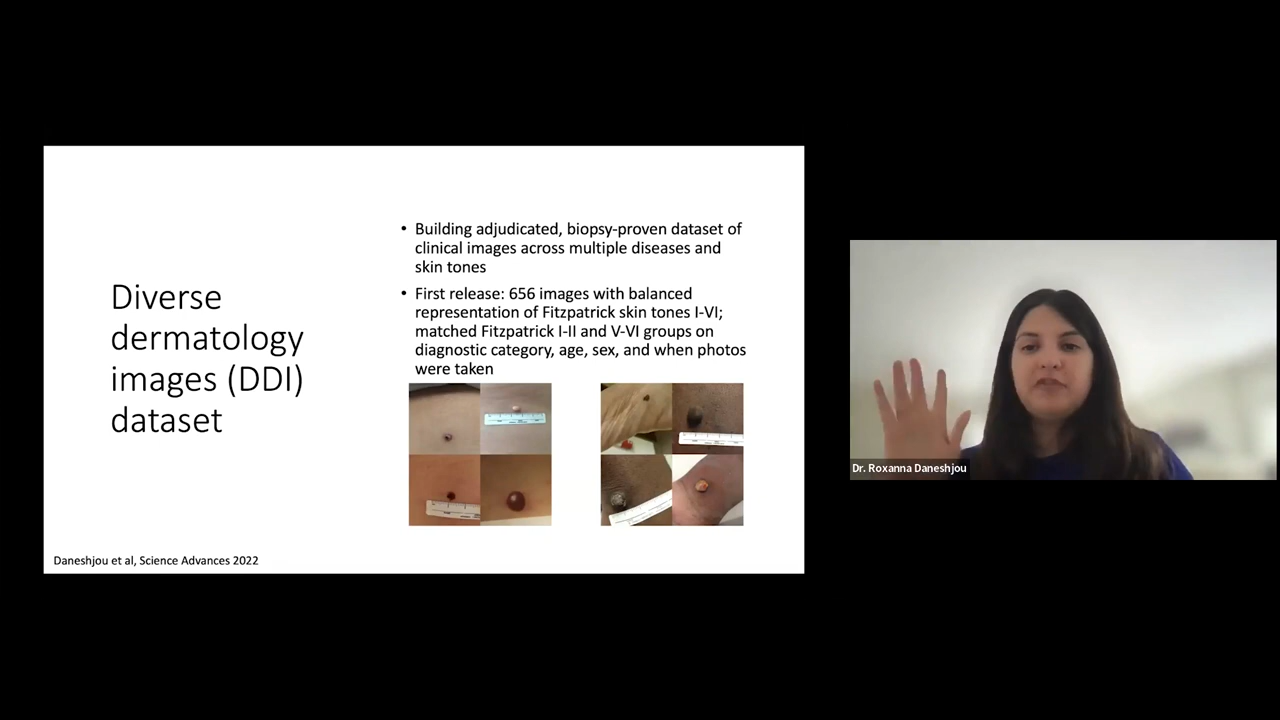 Diverse
dermatology
images (DDI)
dataset
• Building adjudicated, biopsy-proven dataset of
clinical images across multiple diseases and
skin tones
• First release: 656 images with balanced
representation of Fitzpatrick skin tones I-VI;
matched Fitzpatrick I-II and V-VI groups on
diagnostic category, age, sex, and when photos
were taken
Daneshjou et al, Science Advances 2022
Dr. Roxanna Daneshjou